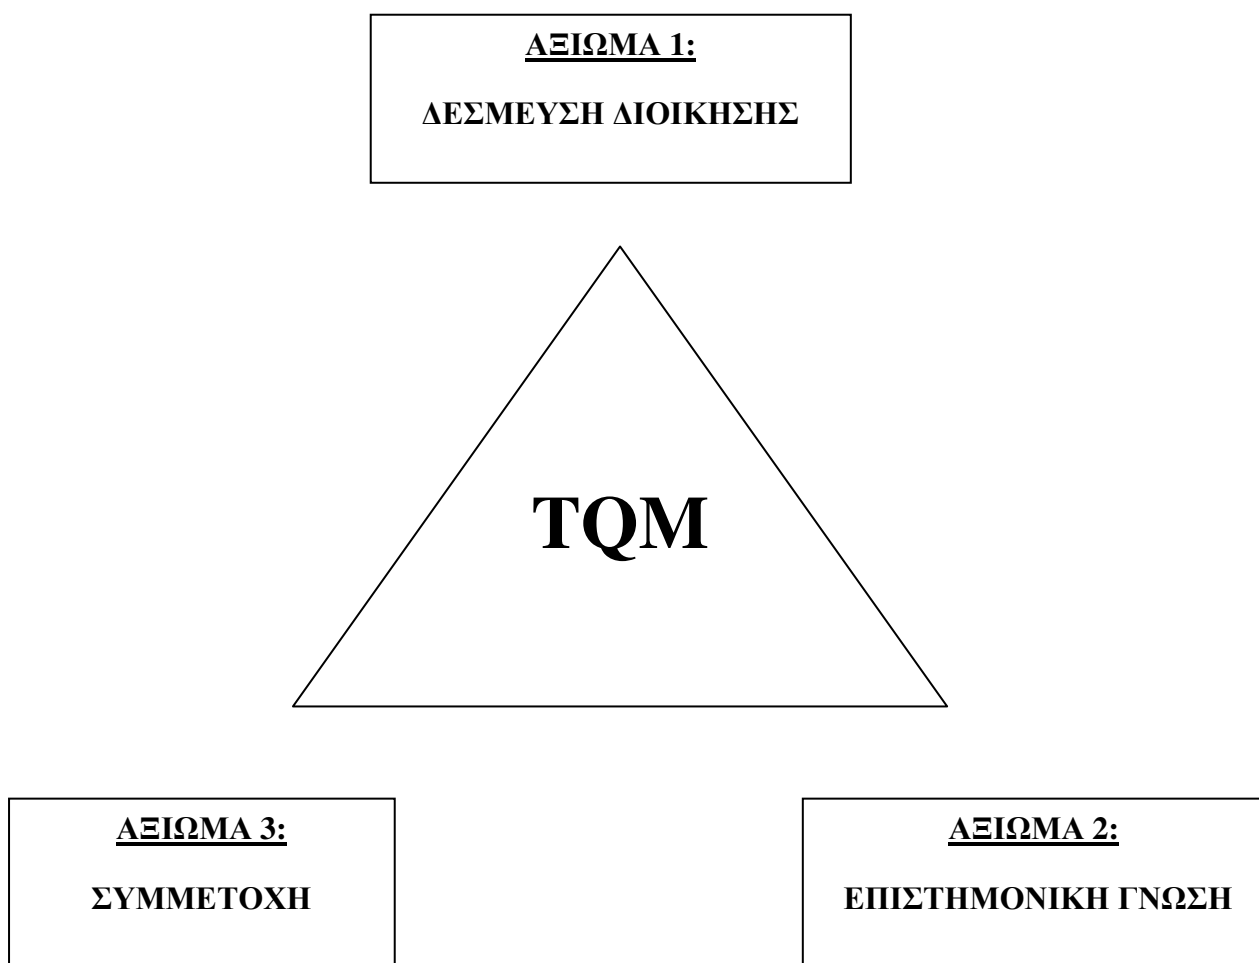 ΑΞΙΩΜΑ 1:
ΔΕΣΜΕΥΣΗ ΔΙΟΙΚΗΣΗΣ
TQM
ΑΞΙΩΜΑ 3:
ΣΥΜΜΕΤΟΧΗ
ΑΞΙΩΜΑ 2:
ΕΠΙΣΤΗΜΟΝΙΚΗ ΓΝΩΣΗ